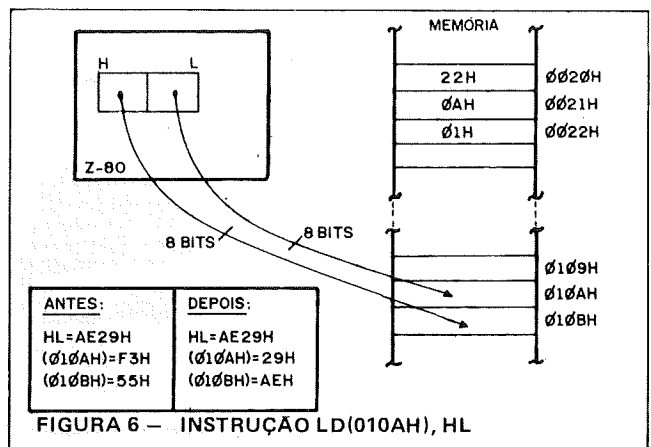 MEMÓRIA
H L
22H ØØ2ØH
ØAH ØØ21H
Ø1H ØØ22H
Z-80
8 BITS
8 BITS
Ø1Ø9H
Ø1ØAH
Ø1ØBH
ANTES:
HL=AE29H
(Ø1ØAH)=F3H
(Ø1ØBH)=55H
DEPOIS:
HL=AE29H
(Ø1ØAH)=29H
(Ø1ØBH)=AEH
FIGURA 6 — INSTRUÇÃO LD(010AH), HL